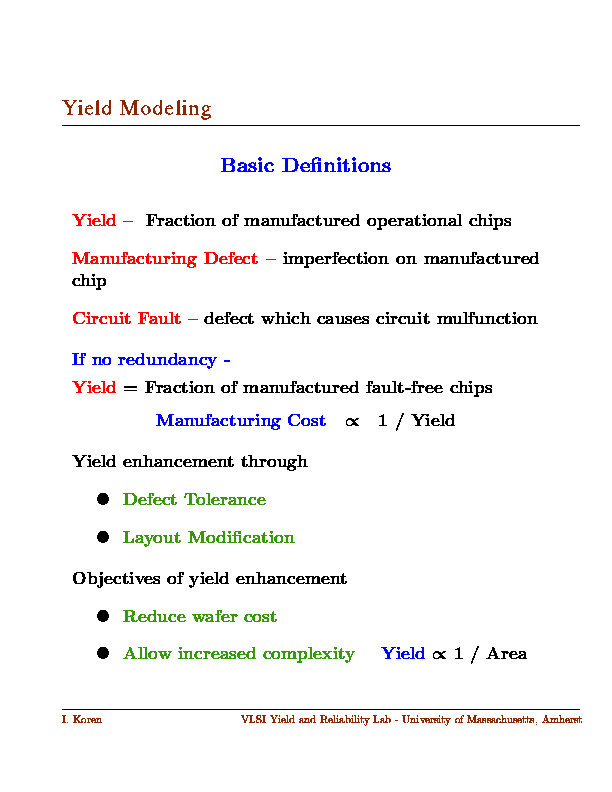 Yield Modeling
Basic Definitions
Yield – Fraction of manufactured operational chips
Manufacturing Defect – imperfection on manufactured
chip
Circuit Fault – defect which causes circuit mulfunction
If no redundancy -
Yield = Fraction of manufactured fault-free chips
Manufacturing Cost ∝ 1 / Yield
Yield enhancement through
● Defect Tolerance
● Layout Modification
Objectives of yield enhancement
● Reduce wafer cost
● Allow increased complexity Yield ∝ 1 / Area
I. Koren VLSI Yield and Reliability Lab - University of Massachusetts, Amherst